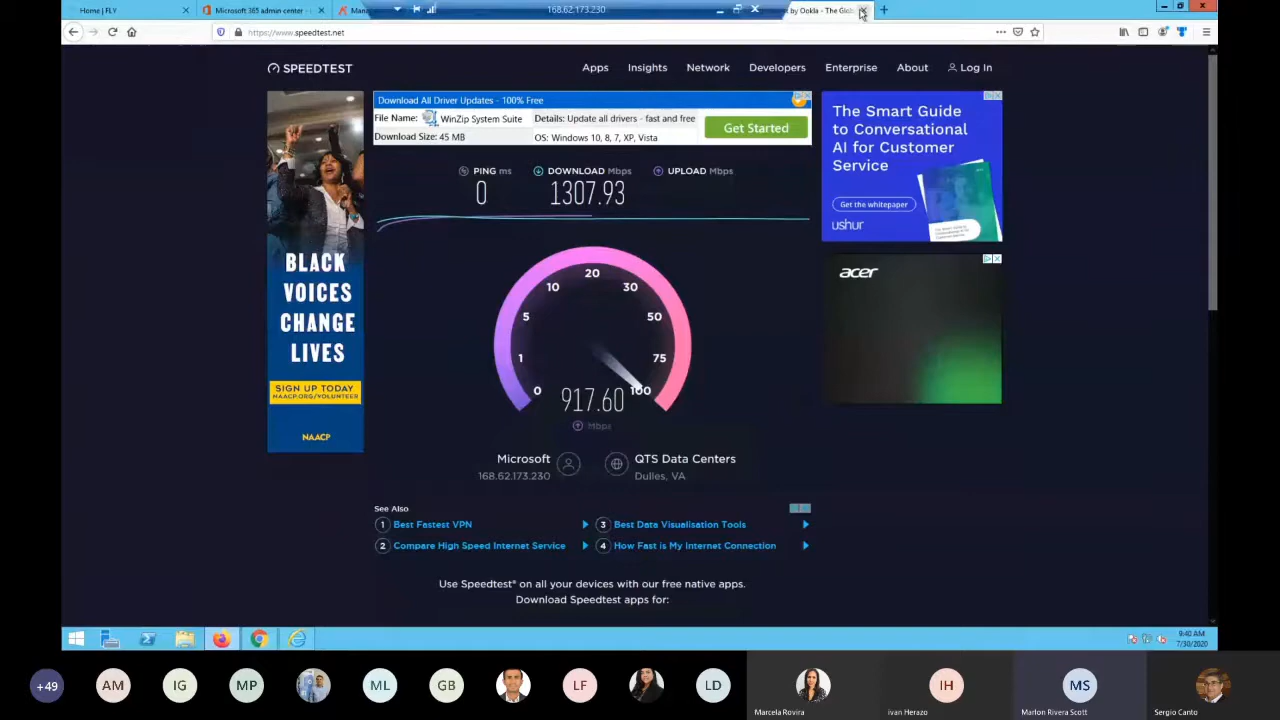 Home | FLY
Microsoft 365 admin center -
Mana
168.62.173.230
by Ookla - The Glob
https://www.speedtest.net
SPEEDTEST
Apps
Insights
Network
Developers
Enterprise
About
Log In
Download All Driver Updates - 100% Free
File Name:
WinZip System Suite
Details: Update all drivers - fast and free
Download Size: 45 MB
OS: Windows 10, 8, 7, XP, Vista
Get Started
BLACK
VOICES
CHANGE
LIVES
SIGN UP TODAY
NAACP.ORG/VOLUNTEER
NAACP
The Smart Guide
to Conversational
AI for Customer
Service
Get the whitepaper
ushur
acer
PING ms
DOWNLOAD Mbps
UPLOAD Mbps
0
1307.93
0
1
5
10
20
30
50
75
100
917.60
Mbps
Microsoft
168.62.173.230
QTS Data Centers
Dulles, VA
See Also
1 Best Fastest VPN
3 Best Data Visualisation Tools
2 Compare High Speed Internet Service
4 How Fast is My Internet Connection
Use Speedtest® on all your devices with our free native apps.
Download Speedtest apps for:
9:40 AM
7/30/2020
+49
AM
IG
MP
ML
GB
LF
LD
Marcela Rovira
IH
ivan Herazo
MS
Marlon Rivera Scott
Sergio Canto